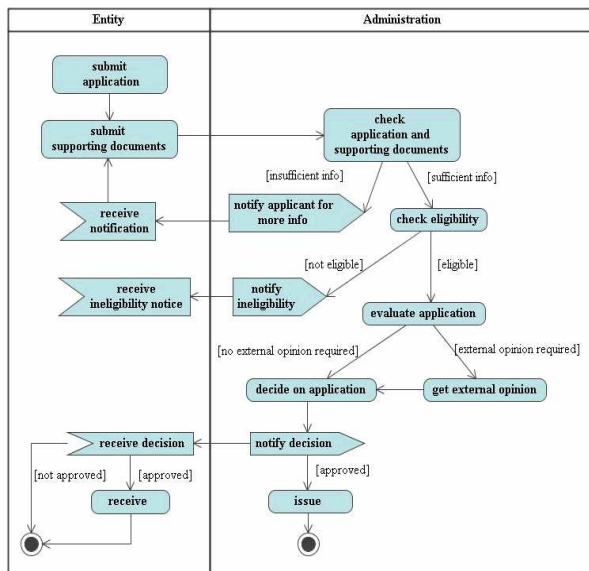 Entity
Administration
submit
application
submit
supporting documents
check
application and
supporting documents
[insufficient info]
[sufficient info]
receive
notification
notify applicant for
more info
check eligibility
[not eligible]
[eligible]
receive
ineligibility notice
notify
ineligibility
evaluate application
[no external opinion required]
[external opinion required]
decide on application
get external opinion
receive decision
notify decision
[not approved]
[approved]
[approved]
receive
issue